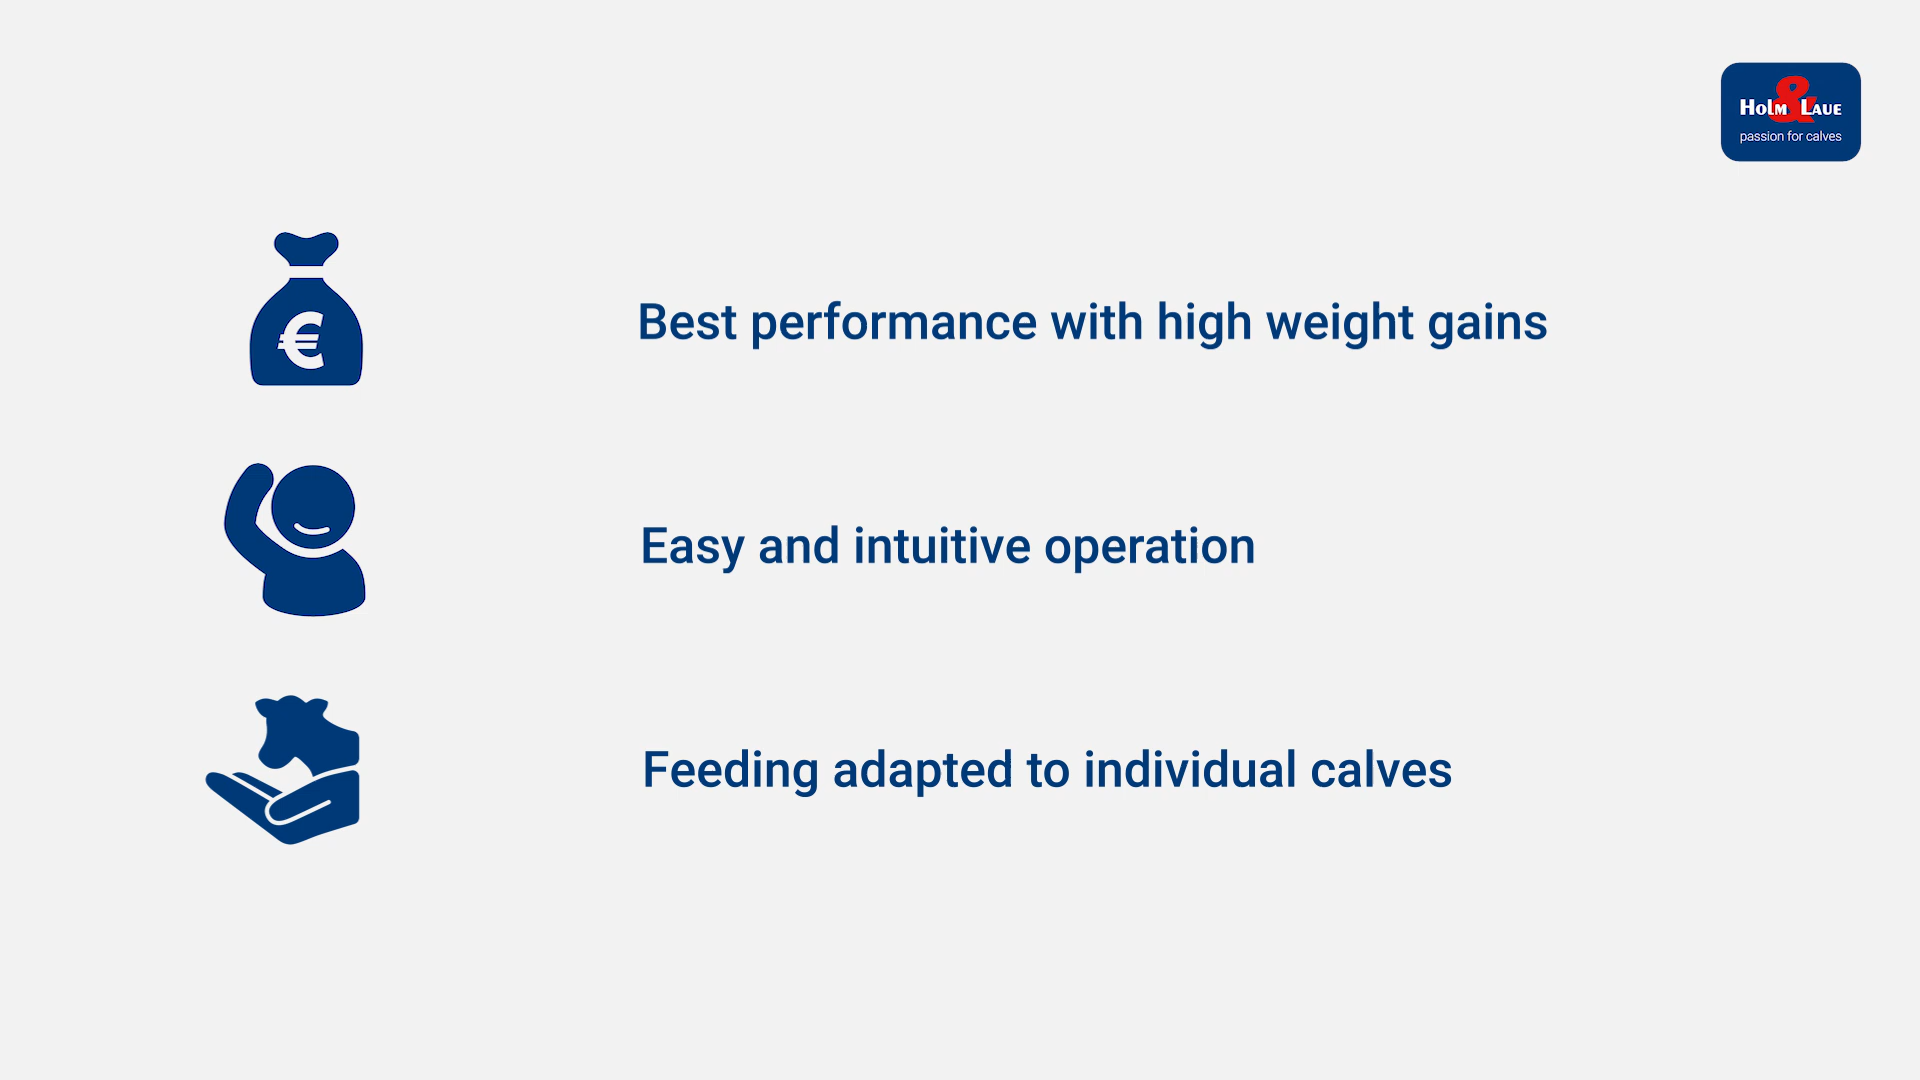 Holm & Laue
passion for calves
€
Best performance with high weight gains
Easy and intuitive operation
Feeding adapted to individual calves